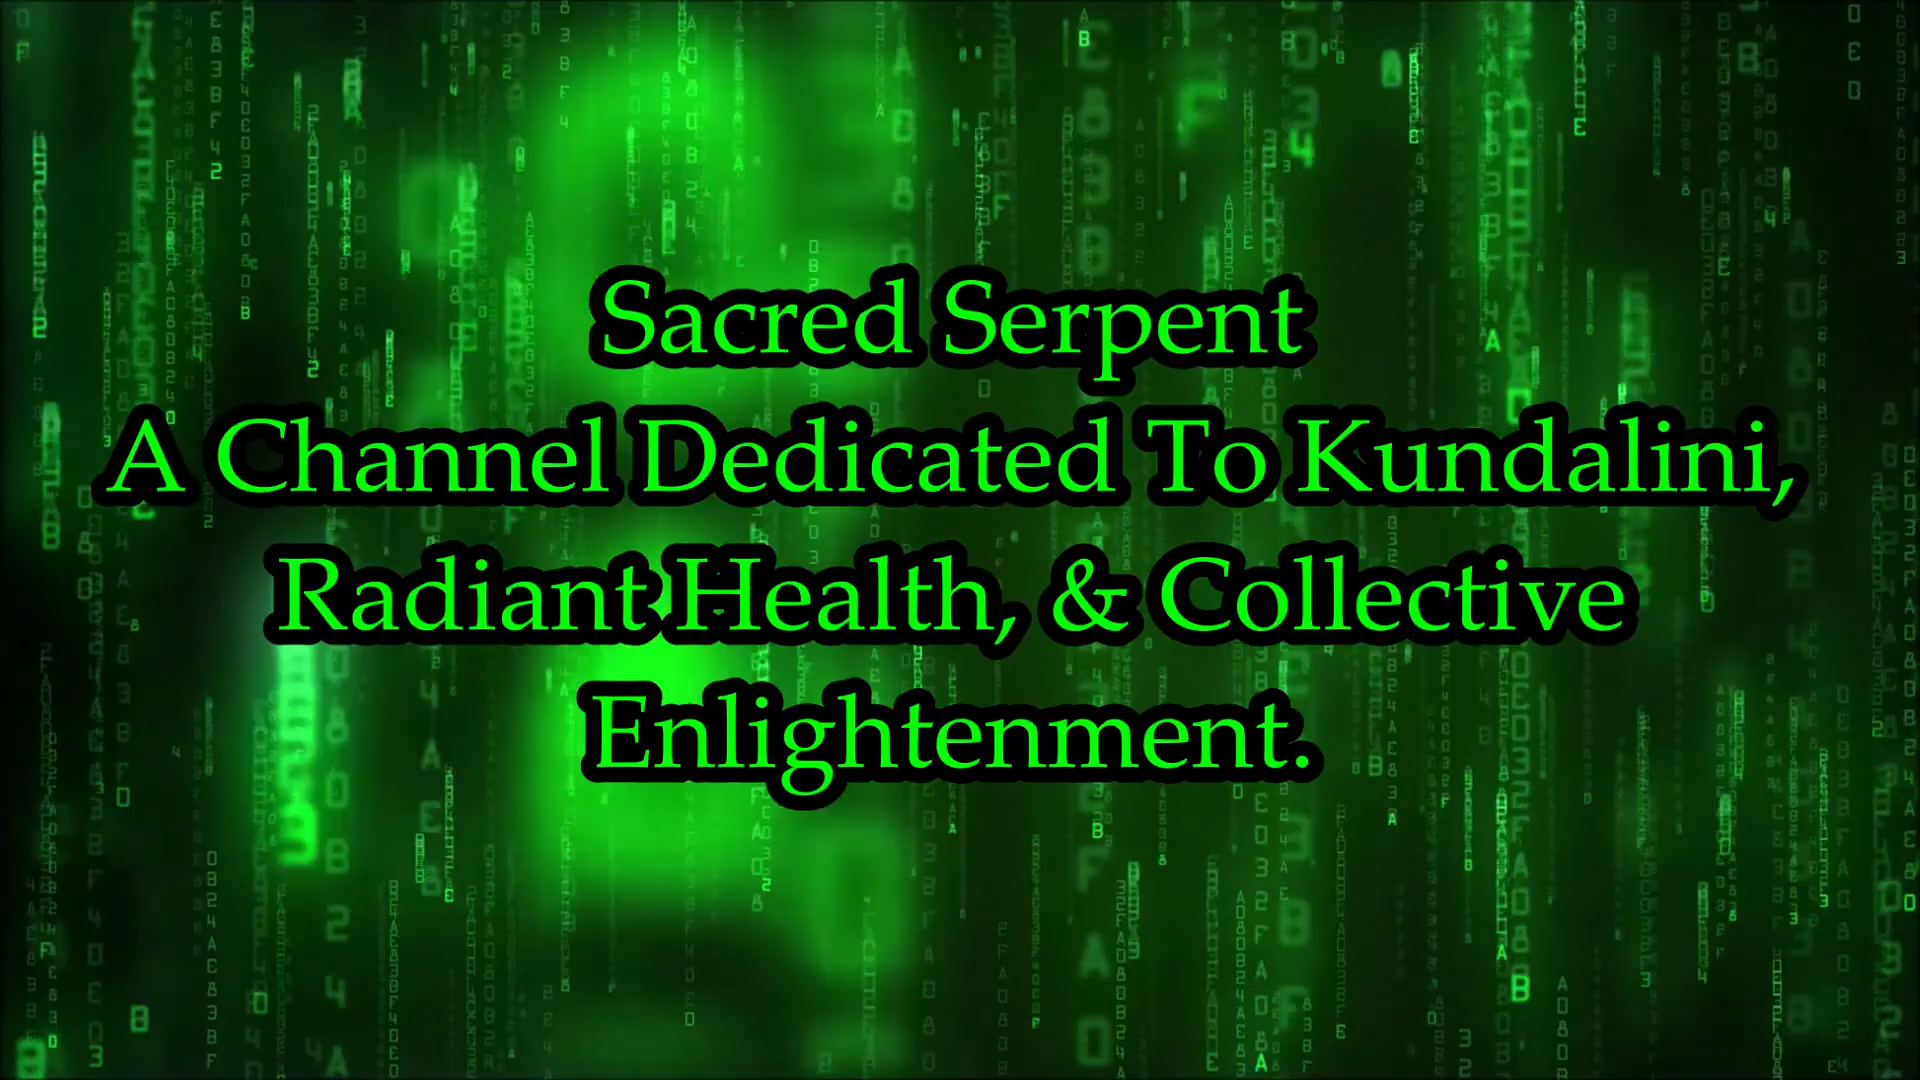 Sacred Serpent
A Channel Dedicated To Kundalini,
Radiant Health, & Collective
Enlightenment.